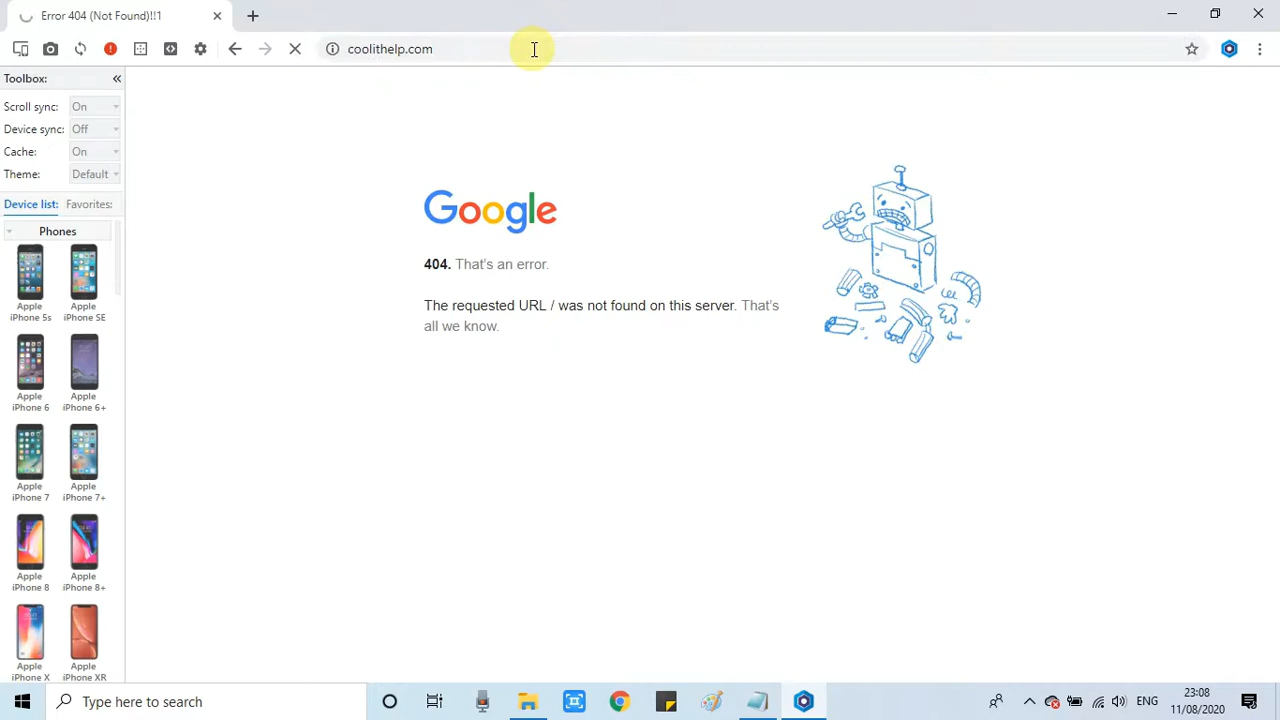 Error 404 (Not Found)!!1
coolithelp.com
Toolbox:
Scroll sync: On
Device sync: Off
Cache: On
Theme: Default
Device list: Favorites:
Phones
Apple iPhone 5s
Apple iPhone SE
Apple iPhone 6
Apple iPhone 6+
Apple iPhone 7
Apple iPhone 7+
Apple iPhone 8
Apple iPhone 8+
Apple iPhone X
Apple iPhone XR
Google
404. That's an error.
The requested URL / was not found on this server. That's
all we know.
Type here to search
ENG
23:08
11/08/2020